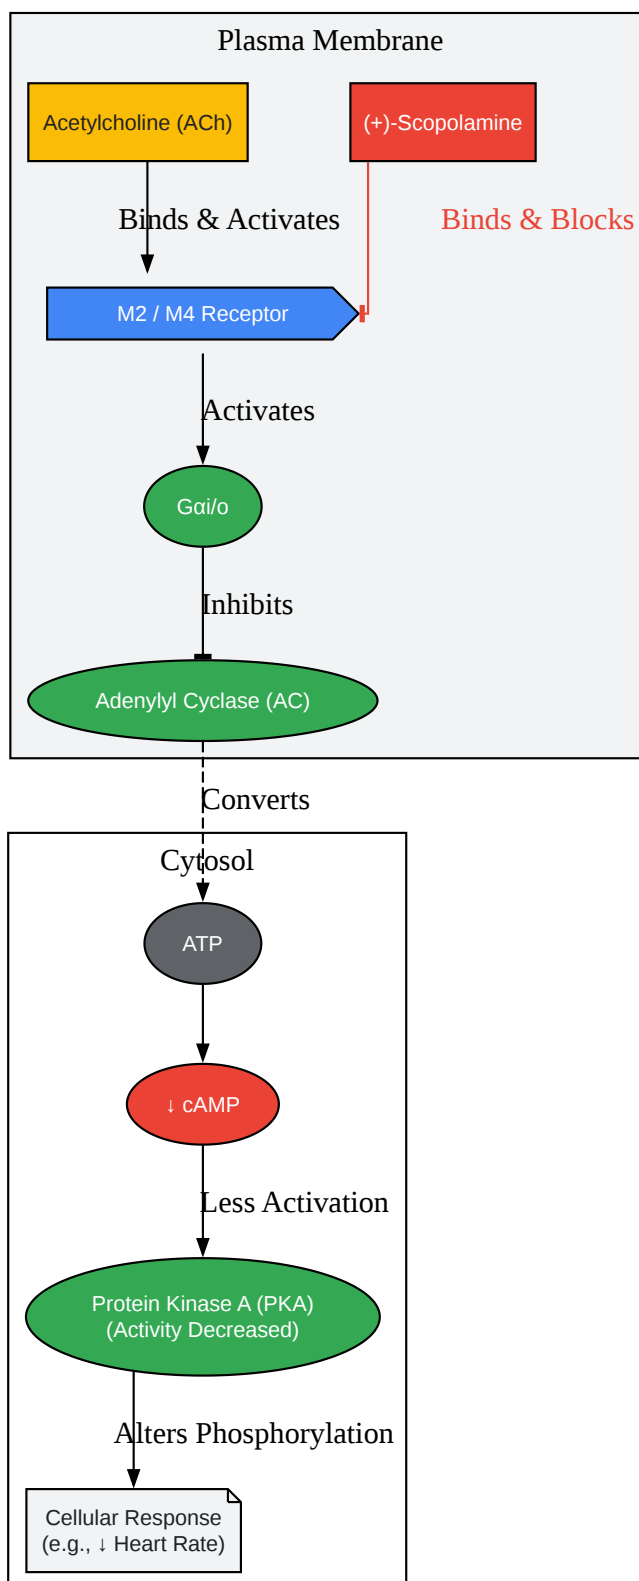 Plasma Membrane
Acetylcholine (ACh)
(+)-Scopolamine
Binds & Activates
Binds & Blocks
M2 / M4 Receptor
Activates
Gαi/o
Inhibits
Adenylyl Cyclase (AC)
Converts
Cytosol
ATP
↓ cAMP
Less Activation
Protein Kinase A (PKA)
(Activity Decreased)
Alters Phosphorylation
Cellular Response
(e.g., ↓ Heart Rate)